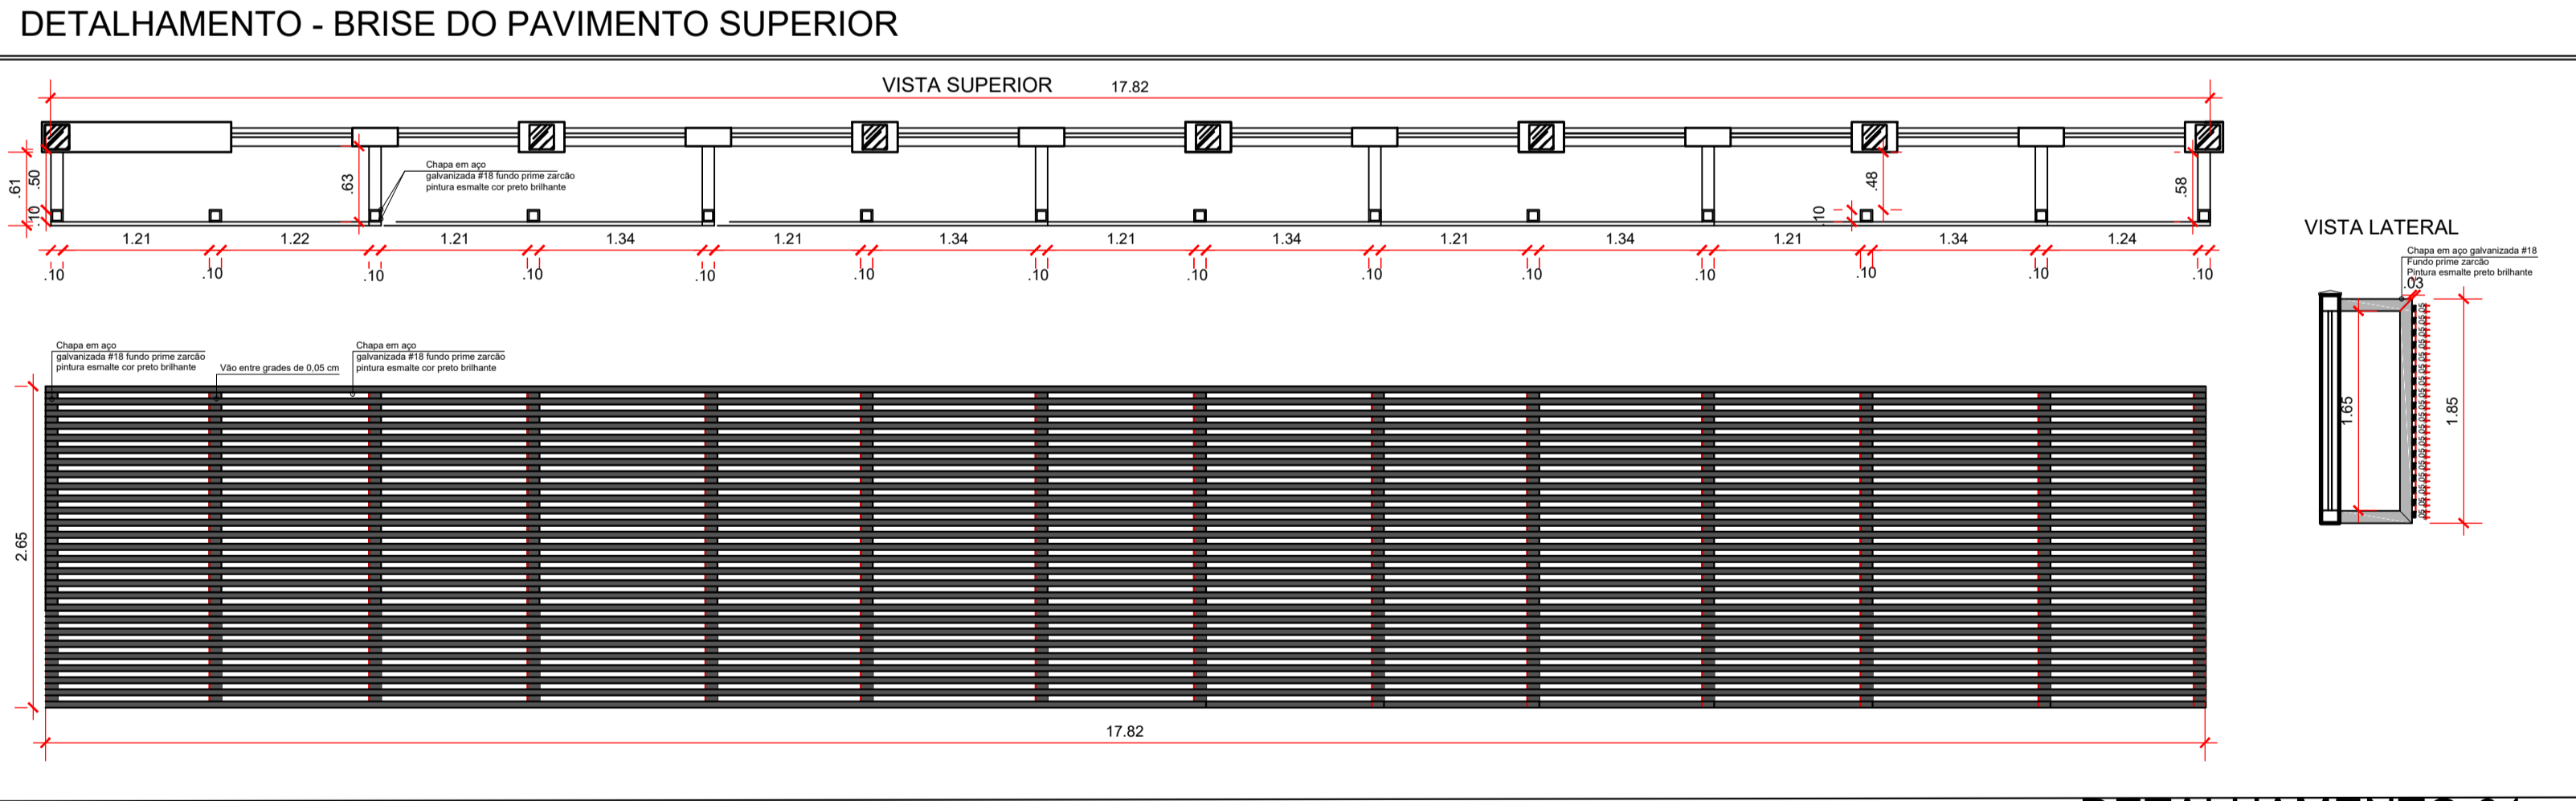 DETALHAMENTO - BRISE DO PAVIMENTO SUPERIOR
VISTA SUPERIOR 17.82
Chapa em aço
galvanizada #18 fundo prime zarcão
pintura esmalte cor preto brilhante
.61 .50 .10 .63 .48 .10 .58
1.21 1.22 1.21 1.34 1.21 1.34 1.21 1.34 1.21 1.34 1.21 1.34 1.24
.10 .10 .10 .10 .10 .10 .10 .10 .10 .10 .10 .10 .10 .10
VISTA LATERAL
Chapa em aço galvanizada #18
Fundo prime zarcão
Pintura esmalte preto brilhante
.03
1.65
1.85
Chapa em aço
galvanizada #18 fundo prime zarcão
pintura esmalte cor preto brilhante
Vão entre grades de 0,05 cm
Chapa em aço
galvanizada #18 fundo prime zarcão
pintura esmalte cor preto brilhante
2.65
17.82